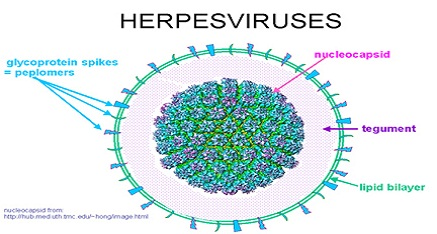 HERPESVIRUSES
glycoprotein spikes
= peplomers
nucleocapsid
tegument
lipid bilayer
nucleocapsid from:
http://hub-med.uth.tmc.edu/~hong/image.html